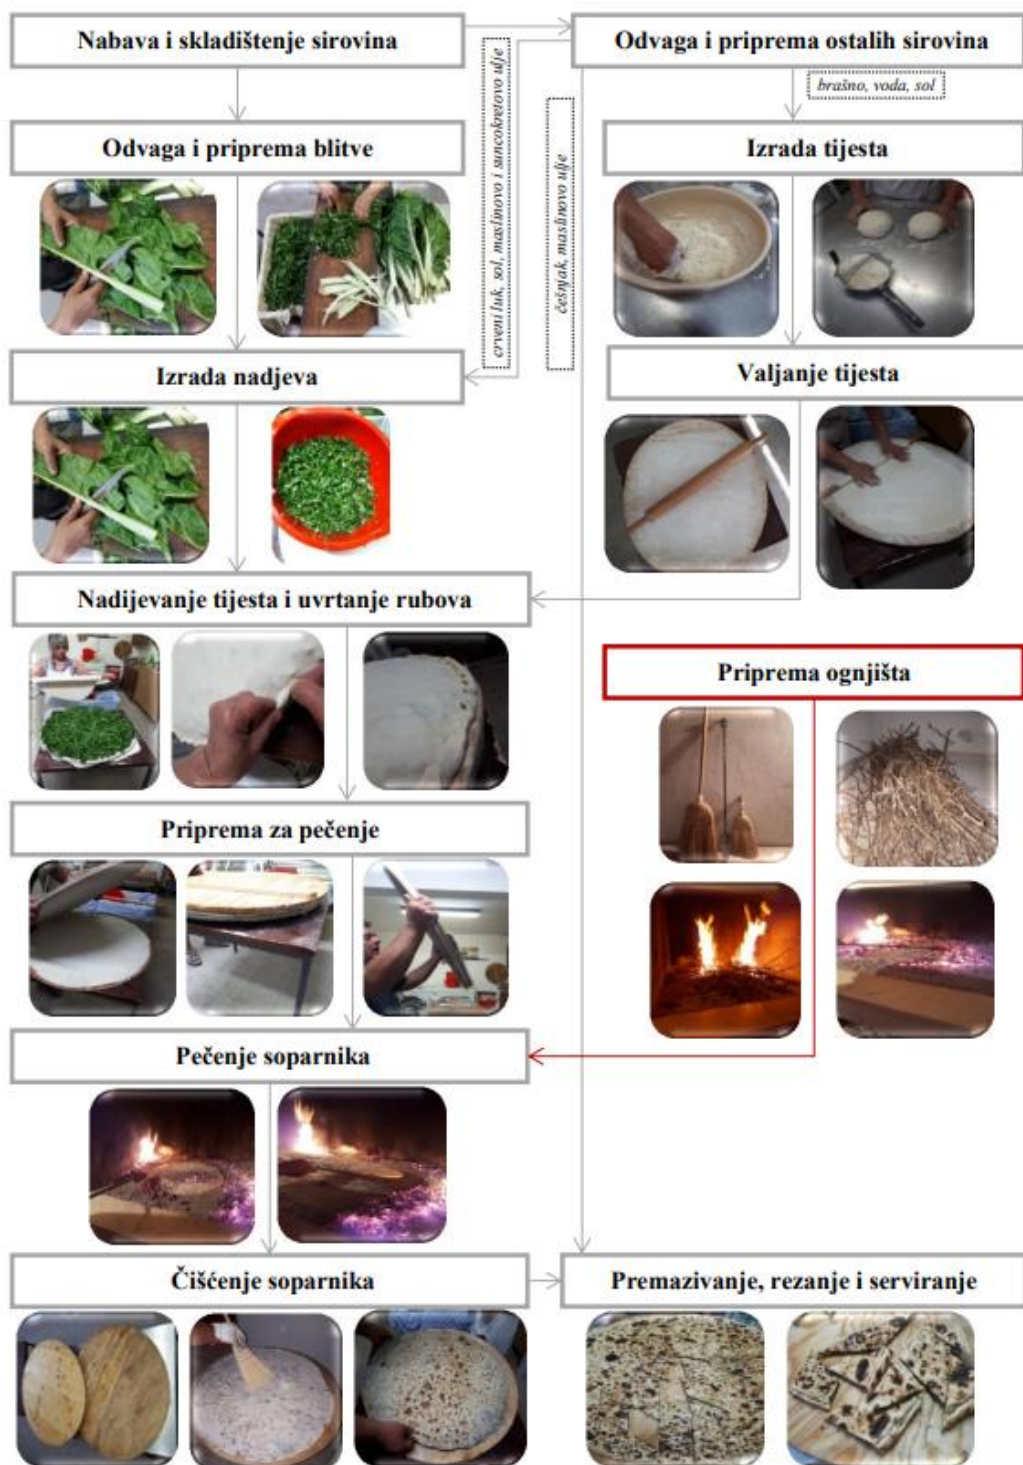 Nabava i skladištenje sirovina
Odvaga i priprema ostalih sirovina
brašno, voda, sol
crveni luk, sol, maslinovo i suncokretovo ulje
češnjak, maslinovo ulje
Odvaga i priprema blitve
Izrada tijesta
Izrada nadjeva
Valjanje tijesta
Nadijevanje tijesta i uvrtanje rubova
Priprema ognjišta
Priprema za pečenje
Pečenje soparnika
Čišćenje soparnika
Premazivanje, rezanje i serviranje